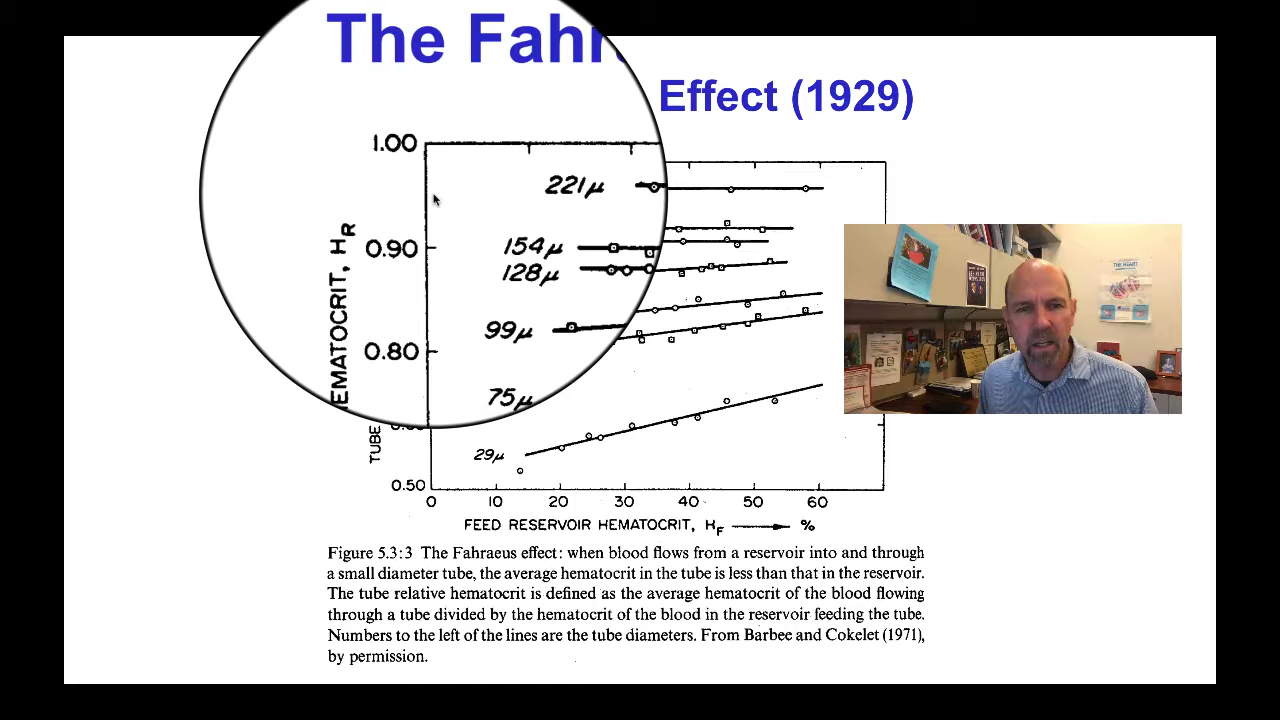 The Fahr
Effect (1929)
1.00
221μ
HEMATOCRIT, HR
0.90
154μ
128μ
99μ
0.80
75μ
TUBE
29μ
0.50
0 10 20 30 40 50 60
FEED RESERVOIR HEMATOCRIT, HF → %
Figure 5.3:3 The Fahraeus effect: when blood flows from a reservoir into and through
a small diameter tube, the average hematocrit in the tube is less than that in the reservoir.
The tube relative hematocrit is defined as the average hematocrit of the blood flowing
through a tube divided by the hematocrit of the blood in the reservoir feeding the tube.
Numbers to the left of the lines are the tube diameters. From Barbee and Cokelet (1971),
by permission.
THE HEART